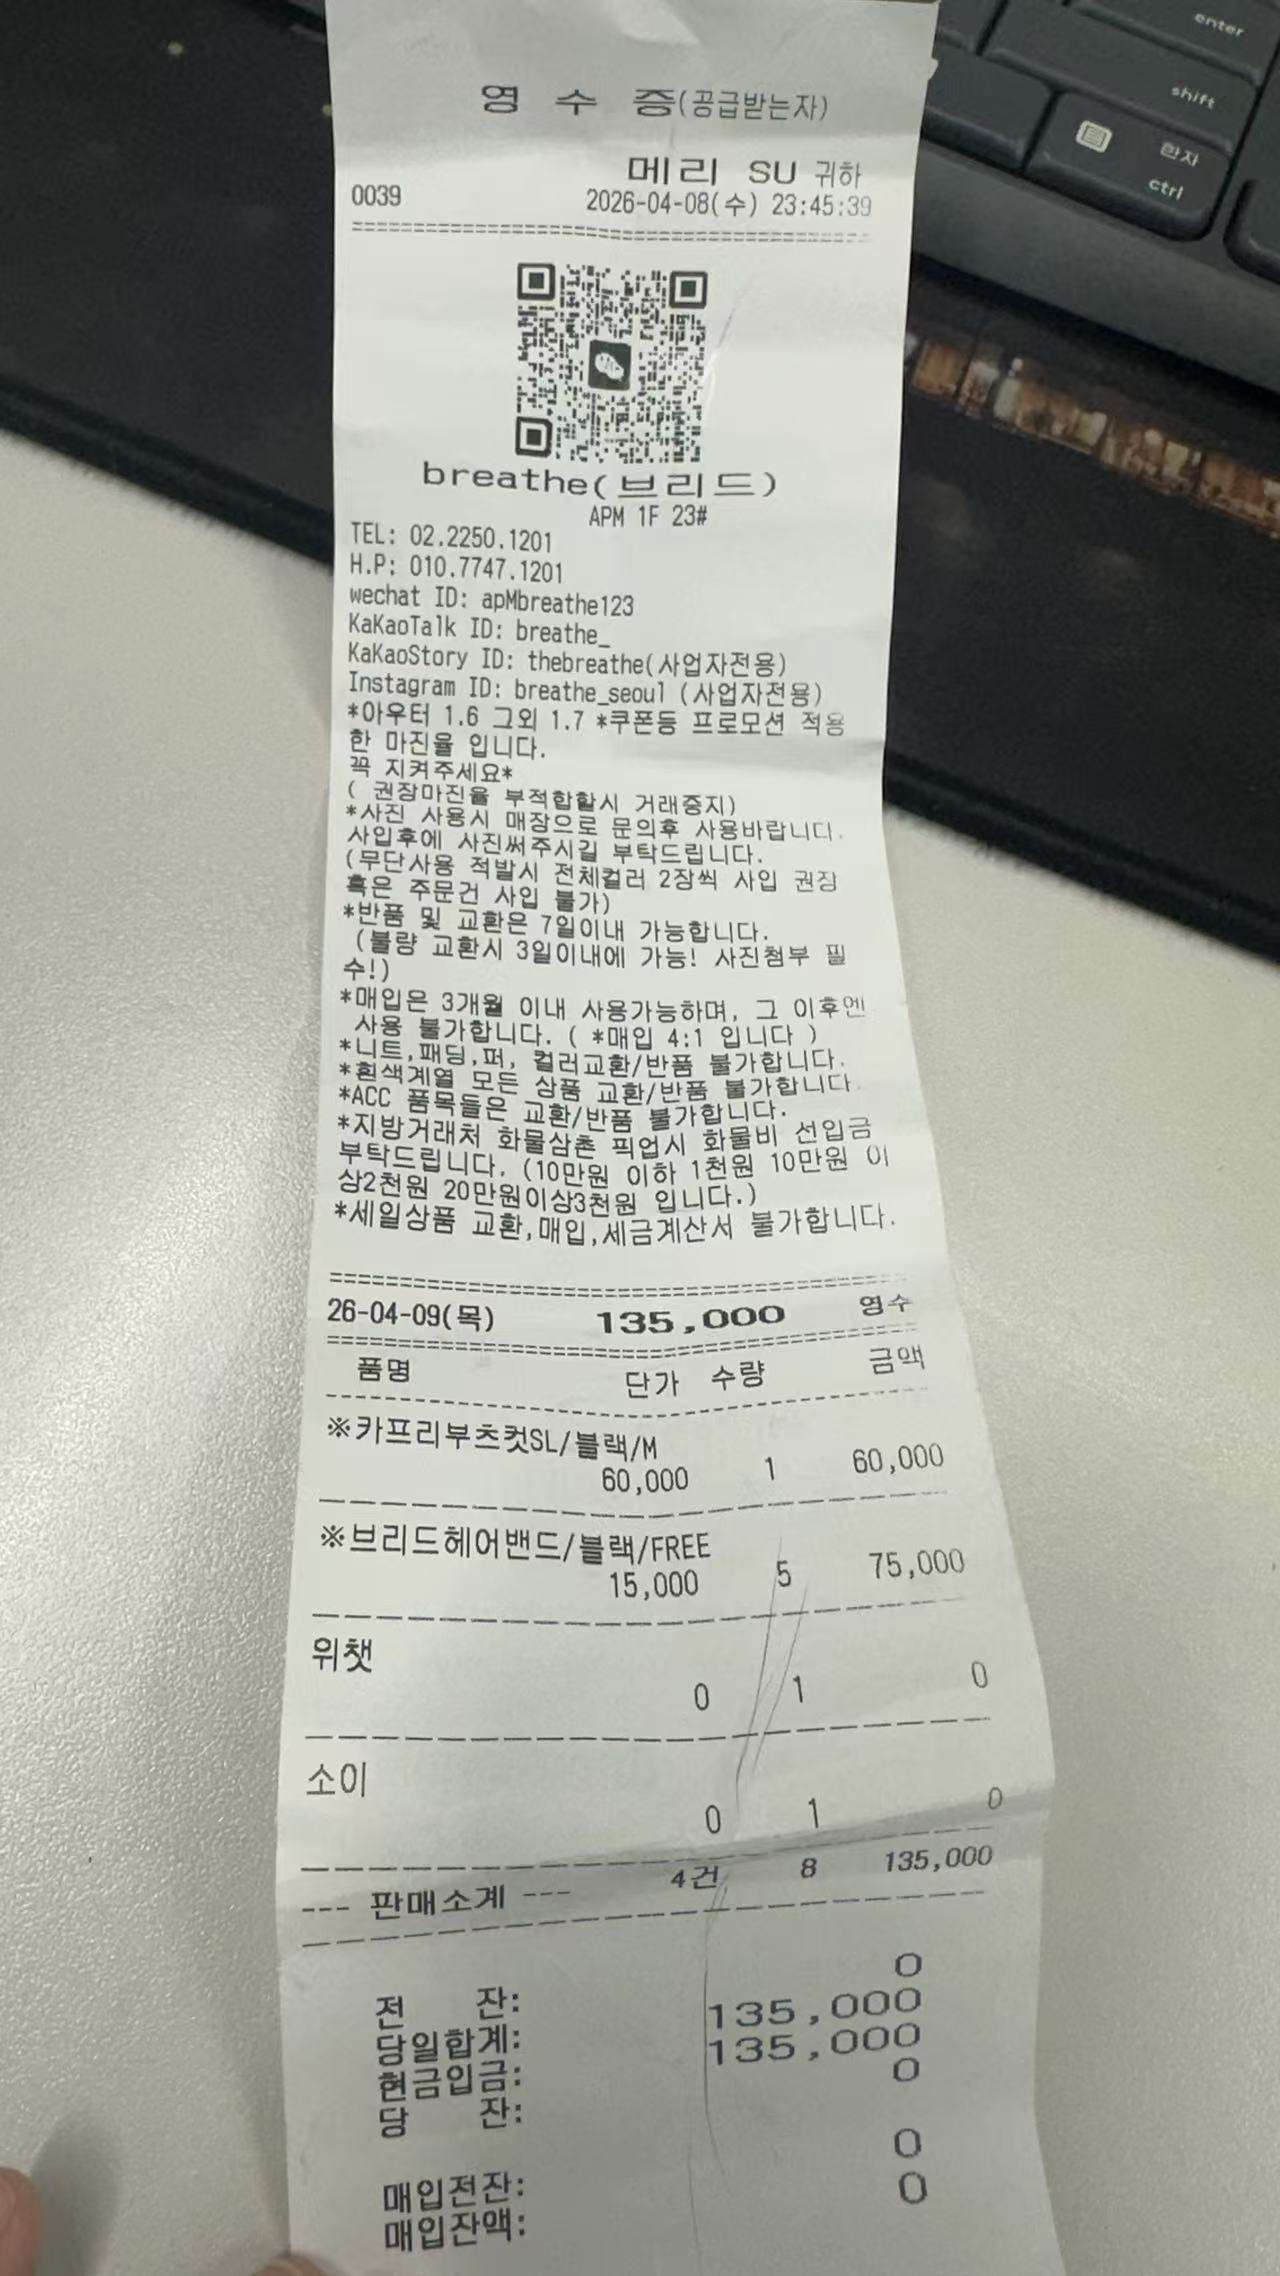 영 수 증(공급받는자)
메리 SU 귀하
0039 2026-04-08(수) 23:45:39
breathe(브리드)
APM 1F 23#
TEL: 02.2250.1201
H.P: 010.7747.1201
wechat ID: apMbreathe123
KaKaoTalk ID: breathe_
KaKaoStory ID: thebreathe(사업자전용)
Instagram ID: breathe_seoul (사업자전용)
*아우터 1.6 그외 1.7 *쿠폰등 프로모션 적용
한 마진율 입니다.
꼭 지켜주세요*
( 권장마진율 부적합할시 거래중지)
*사진 사용시 매장으로 문의후 사용바랍니다.
사입후에 사진써주시길 부탁드립니다.
(무단사용 적발시 전체컬러 2장씩 사입 권장
혹은 주문건 사입 불가)
*반품 및 교환은 7일이내 가능합니다.
(불량 교환시 3일이내에 가능! 사진첨부 필
수!)
*매입은 3개월 이내 사용가능하며, 그 이후엔
사용 불가합니다. ( *매입 4:1 입니다 )
*니트,패딩,퍼, 컬러교환/반품 불가합니다.
*흰색계열 모든 상품 교환/반품 불가합니다.
*ACC 품목들은 교환/반품 불가합니다.
*지방거래처 화물삼촌 픽업시 화물비 선입금
부탁드립니다. (10만원 이하 1천원 10만원 이
상2천원 20만원이상3천원 입니다.)
*세일상품 교환,매입,세금계산서 불가합니다.
26-04-09(목) 135,000 영수
품명 단가 수량 금액
※카프리부츠컷SL/블랙/M
60,000 1 60,000
※브리드헤어밴드/블랙/FREE
15,000 5 75,000
위챗
0 1 0
소이
0 1 0
--- 판매소계 --- 4건 8 135,000
전 잔: 0
당일합계: 135,000
현금입금: 135,000
당 잔: 0
매입전잔: 0
매입잔액: 0
enter
shift
한자
ctrl